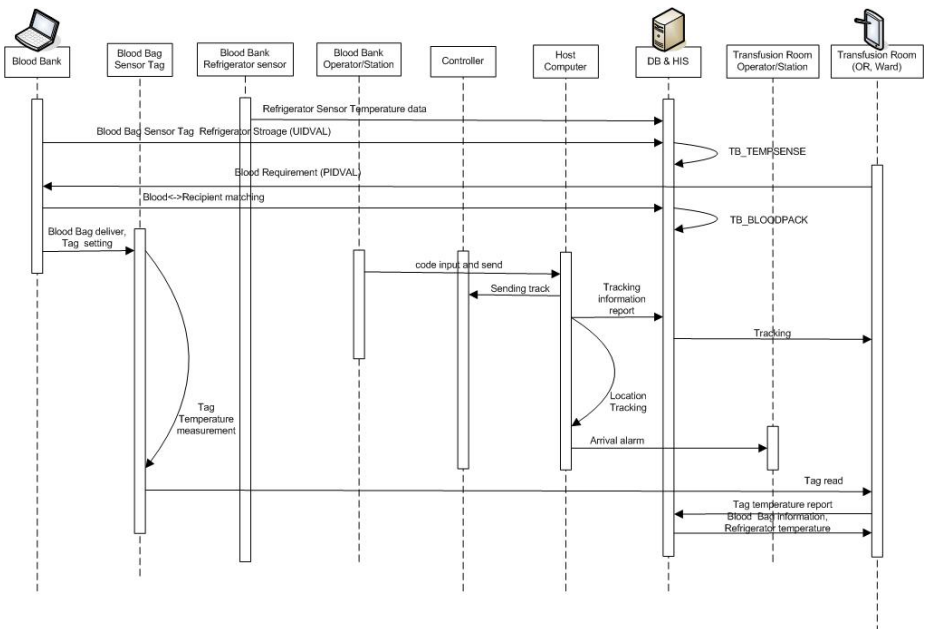 Blood Bank
Blood Bag
Sensor Tag
Blood Bank
Refrigerator sensor
Blood Bank
Operator/Station
Controller
Host
Computer
DB & HIS
Transfusion Room
Operator/Station
Transfusion Room
(OR, Ward)
Refrigerator Sensor Temperature data
Blood Bag Sensor Tag Refrigerator Stroage (UIDVAL)
TB_TEMPSENSE
Blood Requirement (PIDVAL)
Blood<->Recipient matching
TB_BLOODPACK
Blood Bag deliver,
Tag setting
code input and send
Sending track
Tracking
information
report
Tracking
Location
Tracking
Tag
Temperature
measurement
Arrival alarm
Tag read
Tag temperature report
Blood Bag information,
Refrigerator temperature